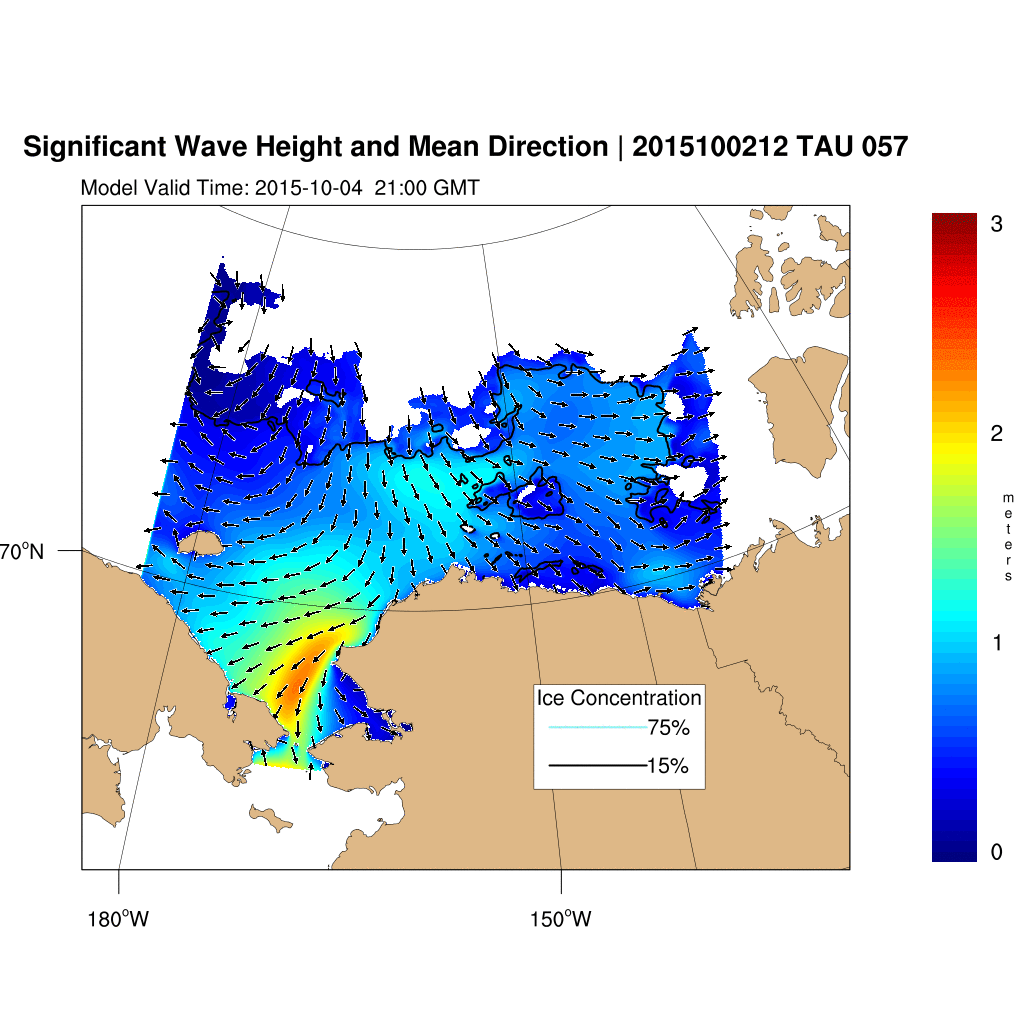 Significant Wave Height and Mean Direction | 2015100212 TAU 057
Model Valid Time: 2015-10-04 21:00 GMT
3
2
meters
1
0
70°N
Ice Concentration
75%
15%
180°W
150°W